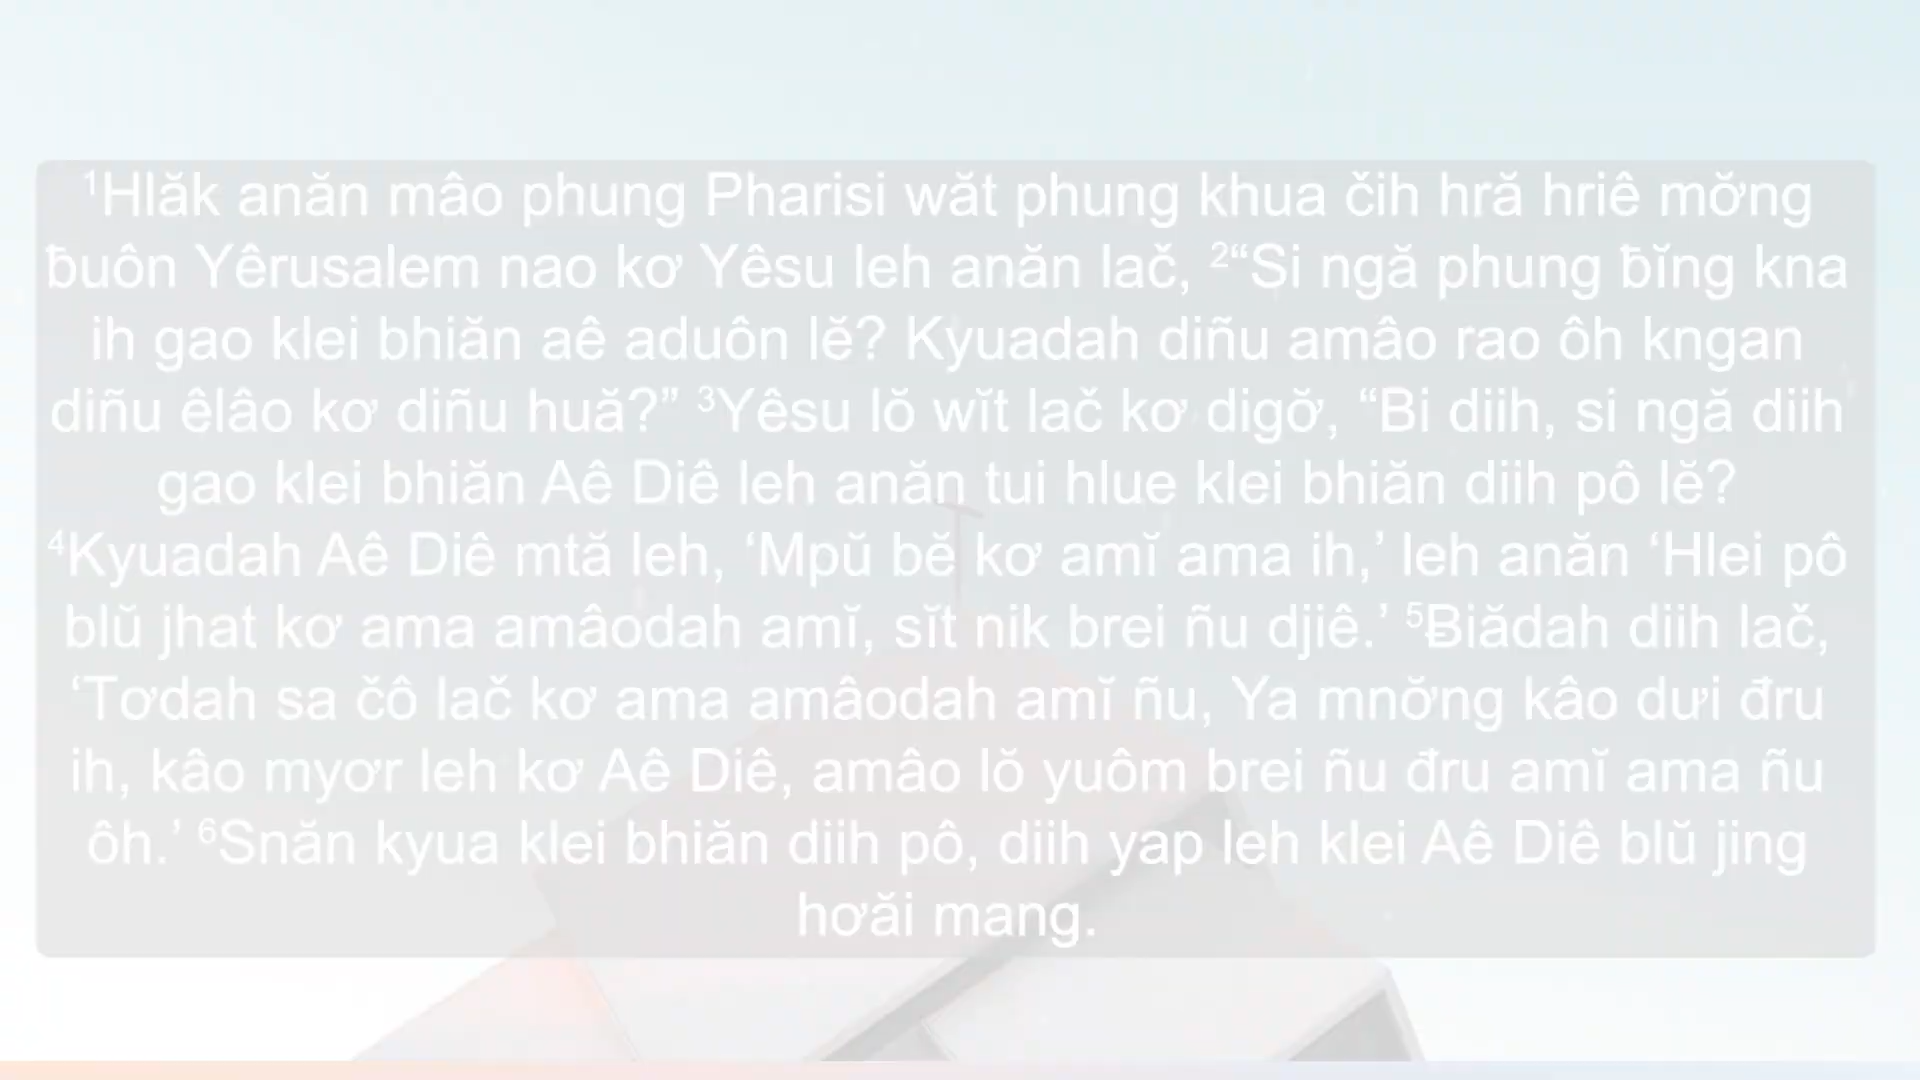 ¹Hlăk anăn mâo phung Pharisi wăt phung khua čih hră hriê mơ̆ng
ƀuôn Yêrusalem nao kơ Yêsu leh anăn lač, ²“Si ngă phung ƀĭng kna
ih gao klei bhiăn aê aduôn lĕ? Kyuadah diñu amâo rao ôh kngan
diñu êlâo kơ diñu huă?” ³Yêsu lŏ wĭt lač kơ digơ̆, “Bi diih, si ngă diih
gao klei bhiăn Aê Diê leh anăn tui hlue klei bhiăn diih pô lĕ?
⁴Kyuadah Aê Diê mtă leh, ‘Mpŭ bĕ kơ amĭ ama ih,’ leh anăn ‘Hlei pô
blŭ jhat kơ ama amâodah amĭ, sĭt nik brei ñu djiê.’ ⁵Ƀiădah diih lač,
‘Tơdah sa čô lač kơ ama amâodah amĭ ñu, Ya mnơ̆ng kâo dưi đru
ih, kâo myơr leh kơ Aê Diê, amâo lŏ yuôm brei ñu đru amĭ ama ñu
ôh.’ ⁶Snăn kyua klei bhiăn diih pô, diih yap leh klei Aê Diê blŭ jing
hơăi mang.